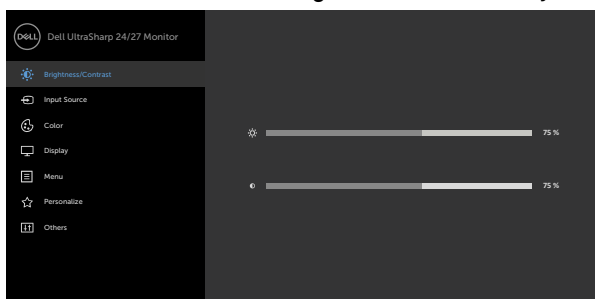 DELL
Dell UltraSharp 24/27 Monitor
Brightness/Contrast
Input Source
Color
Display
Menu
Personalize
Others
75 %
75 %